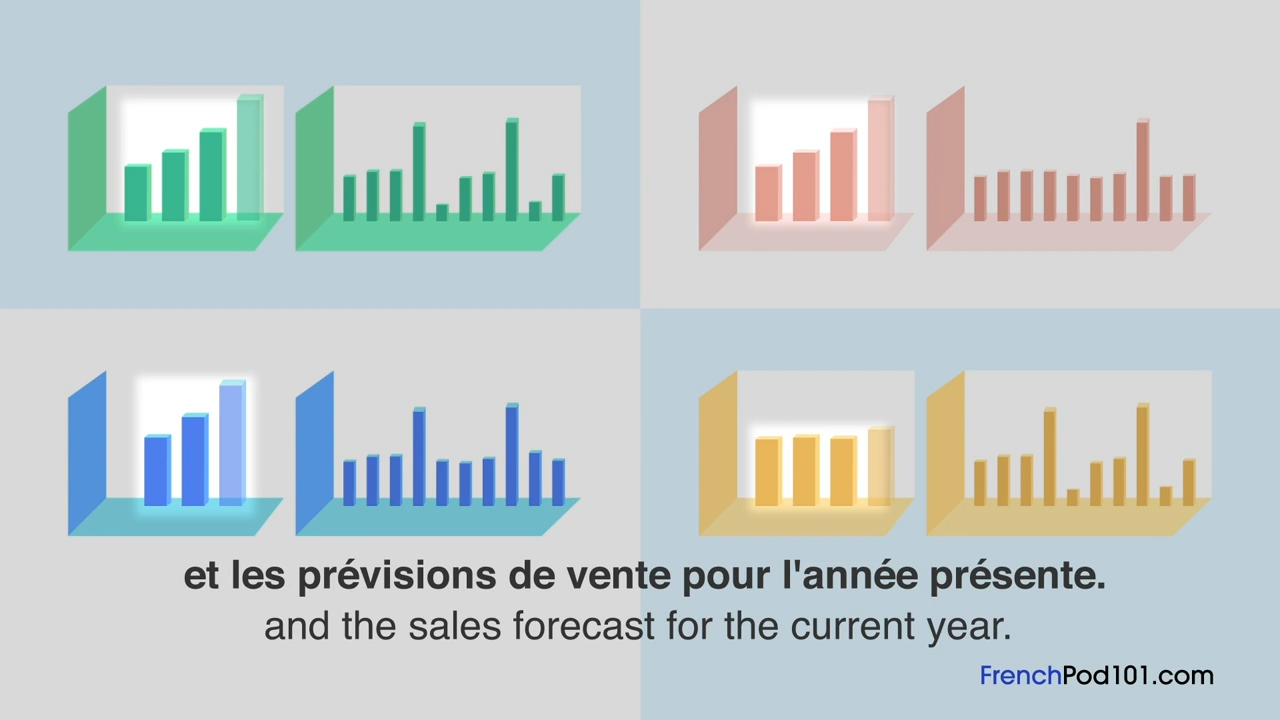 et les prévisions de vente pour l'année présente.
and the sales forecast for the current year.
FrenchPod101.com